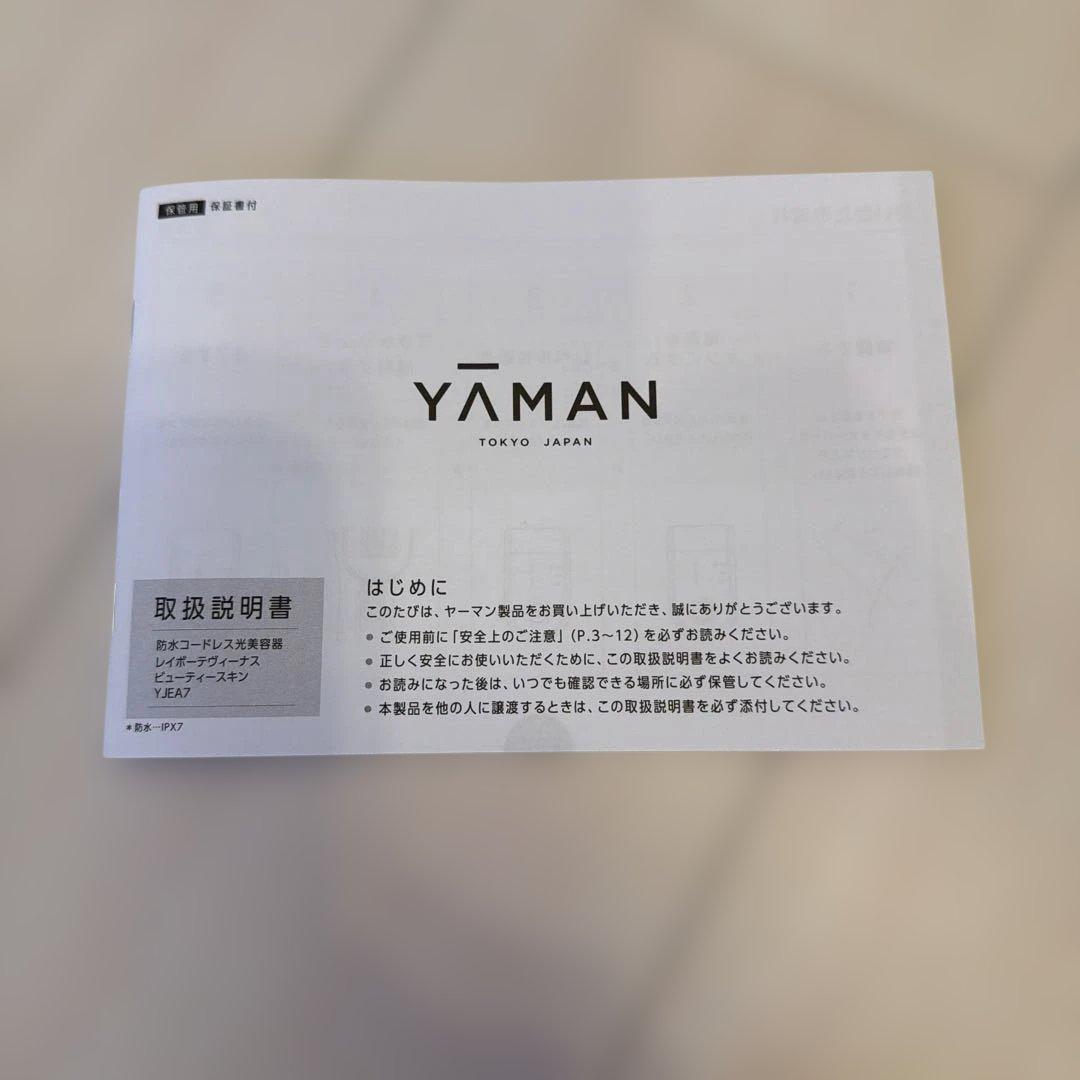 保管用 保証書付
YAMAN
TOKYO JAPAN
取扱説明書
防水コードレス光美容器
レイボーテヴィーナス
ビューティースキン
YJEA7
*防水…IPX7
はじめに
このたびは、ヤーマン製品をお買い上げいただき、誠にありがとうございます。
● ご使用前に「安全上のご注意」(P.3～12)を必ずお読みください。
● 正しく安全にお使いいただくために、この取扱説明書をよくお読みください。
● お読みになった後は、いつでも確認できる場所に必ず保管してください。
● 本製品を他の人に譲渡するときは、この取扱説明書を必ず添付してください。